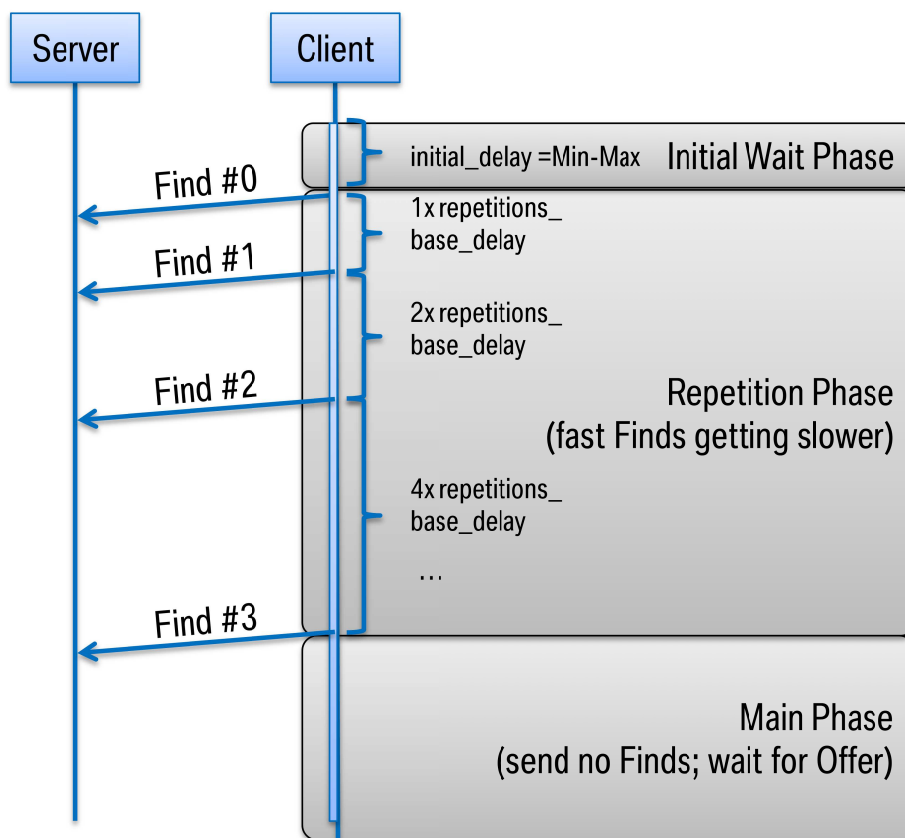 Server
Client
initial_delay =Min-Max
Initial Wait Phase
Find #0
1x repetitions_
base_delay
Find #1
2x repetitions_
base_delay
Find #2
Repetition Phase
(fast Finds getting slower)
4x repetitions_
base_delay
...
Find #3
Main Phase
(send no Finds; wait for Offer)